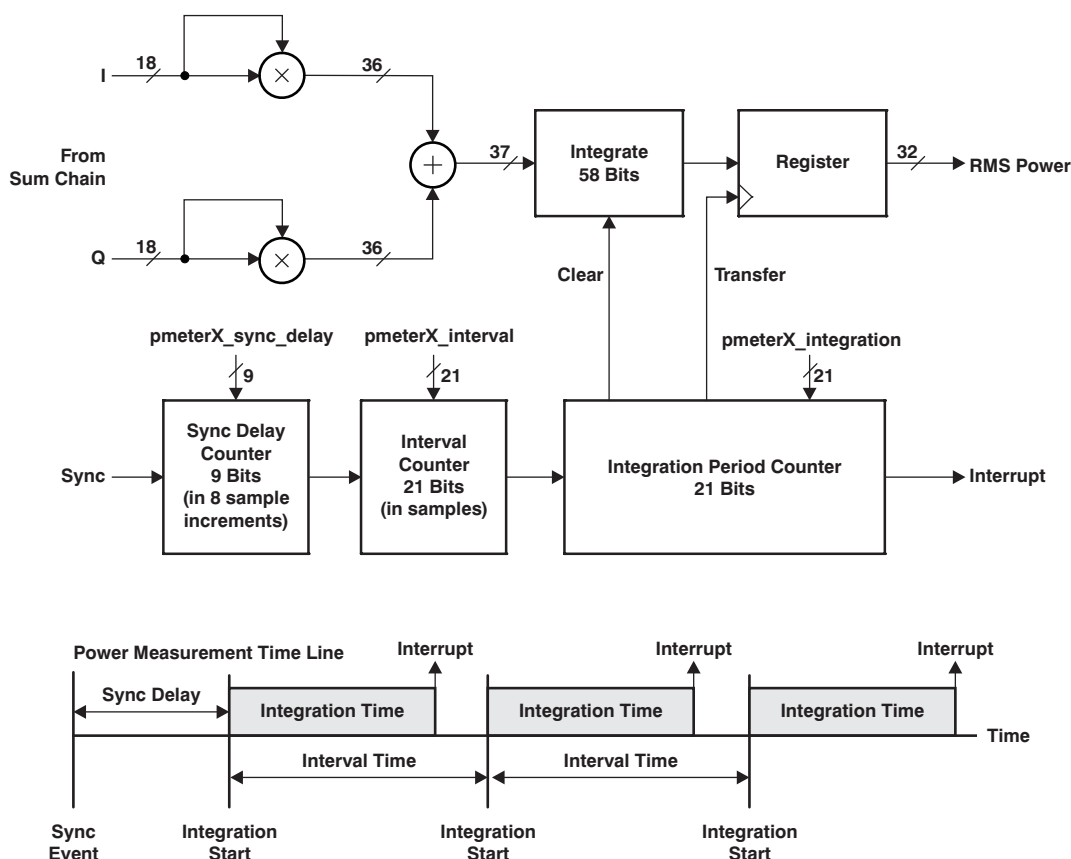 I
18
36
From
Sum Chain
37
Integrate
58 Bits
Register
32
RMS Power
Q
18
36
Clear
Transfer
pmeterX_sync_delay
pmeterX_interval
pmeterX_integration
9
21
21
Sync
Sync Delay
Counter
9 Bits
(in 8 sample
increments)
Interval
Counter
21 Bits
(in samples)
Integration Period Counter
21 Bits
Interrupt
Power Measurement Time Line
Interrupt
Interrupt
Interrupt
Sync Delay
Integration Time
Integration Time
Integration Time
Time
Interval Time
Interval Time
Sync
Event
Integration
Start
Integration
Start
Integration
Start